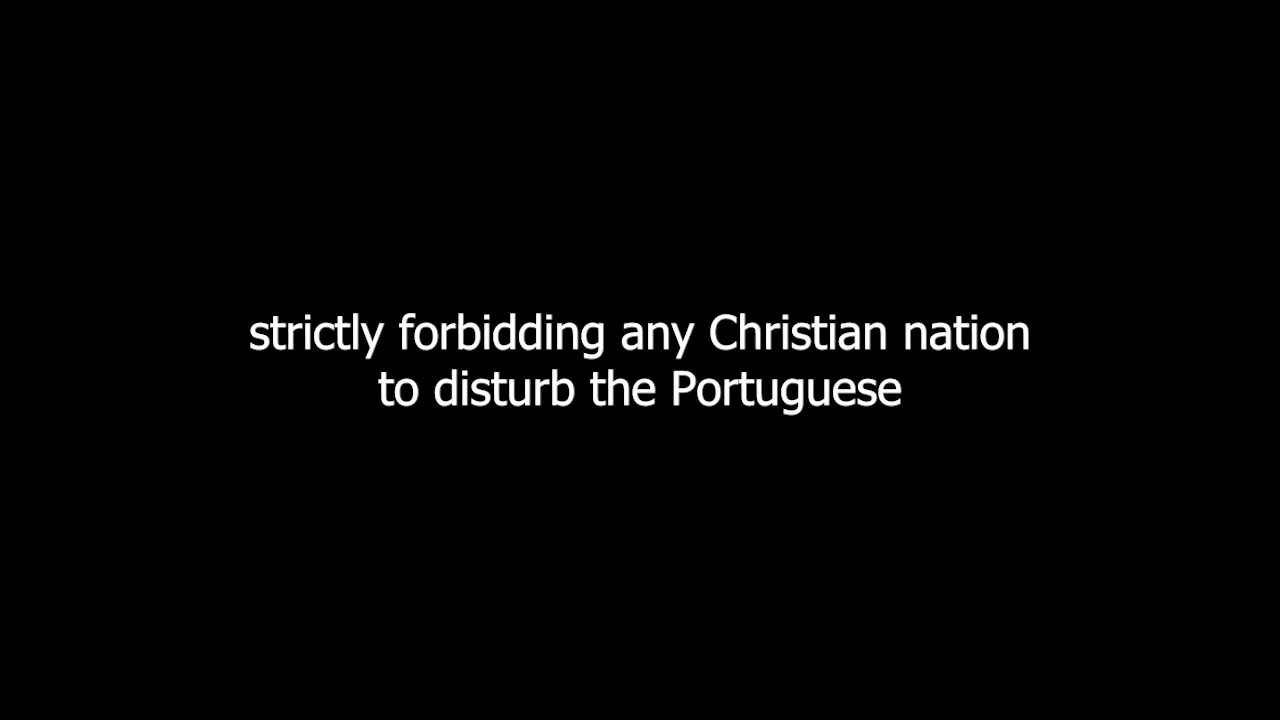 strictly forbidding any Christian nation
to disturb the Portuguese